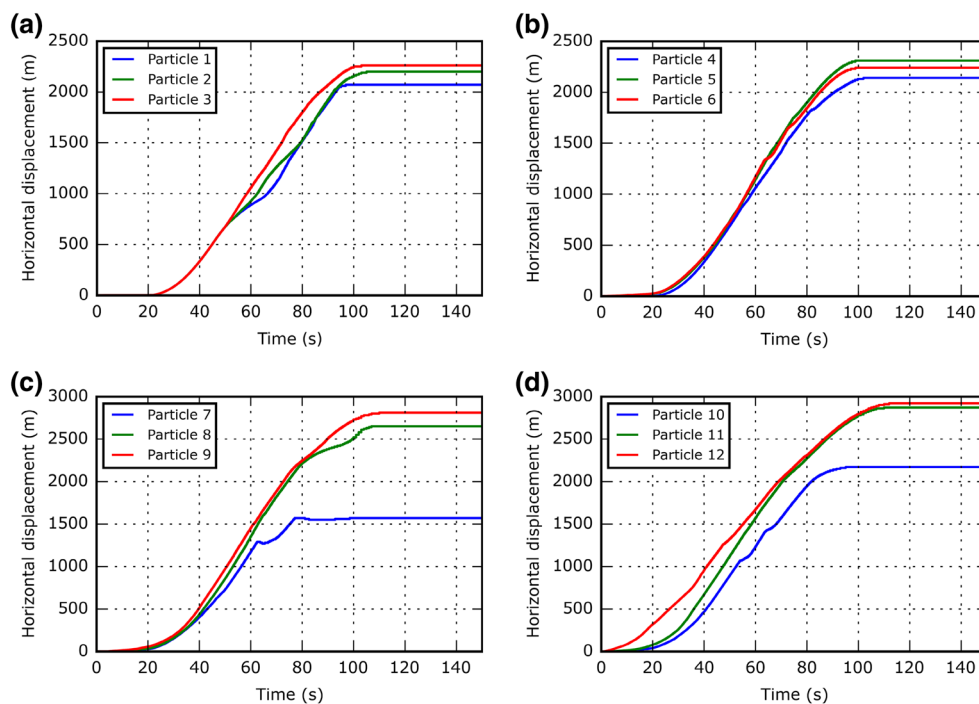 (a)
Horizontal displacement (m)
2500
2000
1500
1000
500
0
Particle 1
Particle 2
Particle 3
0 20 40 60 80 100 120 140
Time (s)
(b)
Horizontal displacement (m)
2500
2000
1500
1000
500
0
Particle 4
Particle 5
Particle 6
0 20 40 60 80 100 120 140
Time (s)
(c)
Horizontal displacement (m)
3000
2500
2000
1500
1000
500
0
Particle 7
Particle 8
Particle 9
0 20 40 60 80 100 120 140
Time (s)
(d)
Horizontal displacement (m)
3000
2500
2000
1500
1000
500
0
Particle 10
Particle 11
Particle 12
0 20 40 60 80 100 120 140
Time (s)